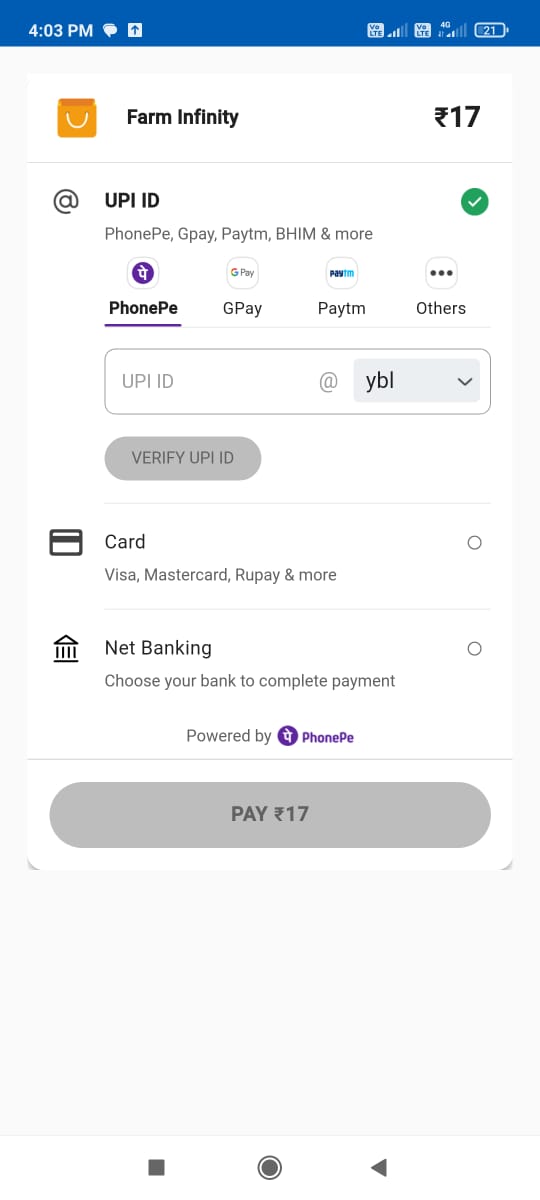 4:03 PM
Vo LTE
Vo LTE
4G
21
Farm Infinity
₹17
UPI ID
PhonePe, Gpay, Paytm, BHIM & more
पे
G Pay
paytm
PhonePe
GPay
Paytm
Others
UPI ID
@
ybl
VERIFY UPI ID
Card
Visa, Mastercard, Rupay & more
Net Banking
Choose your bank to complete payment
Powered by पे PhonePe
PAY ₹17